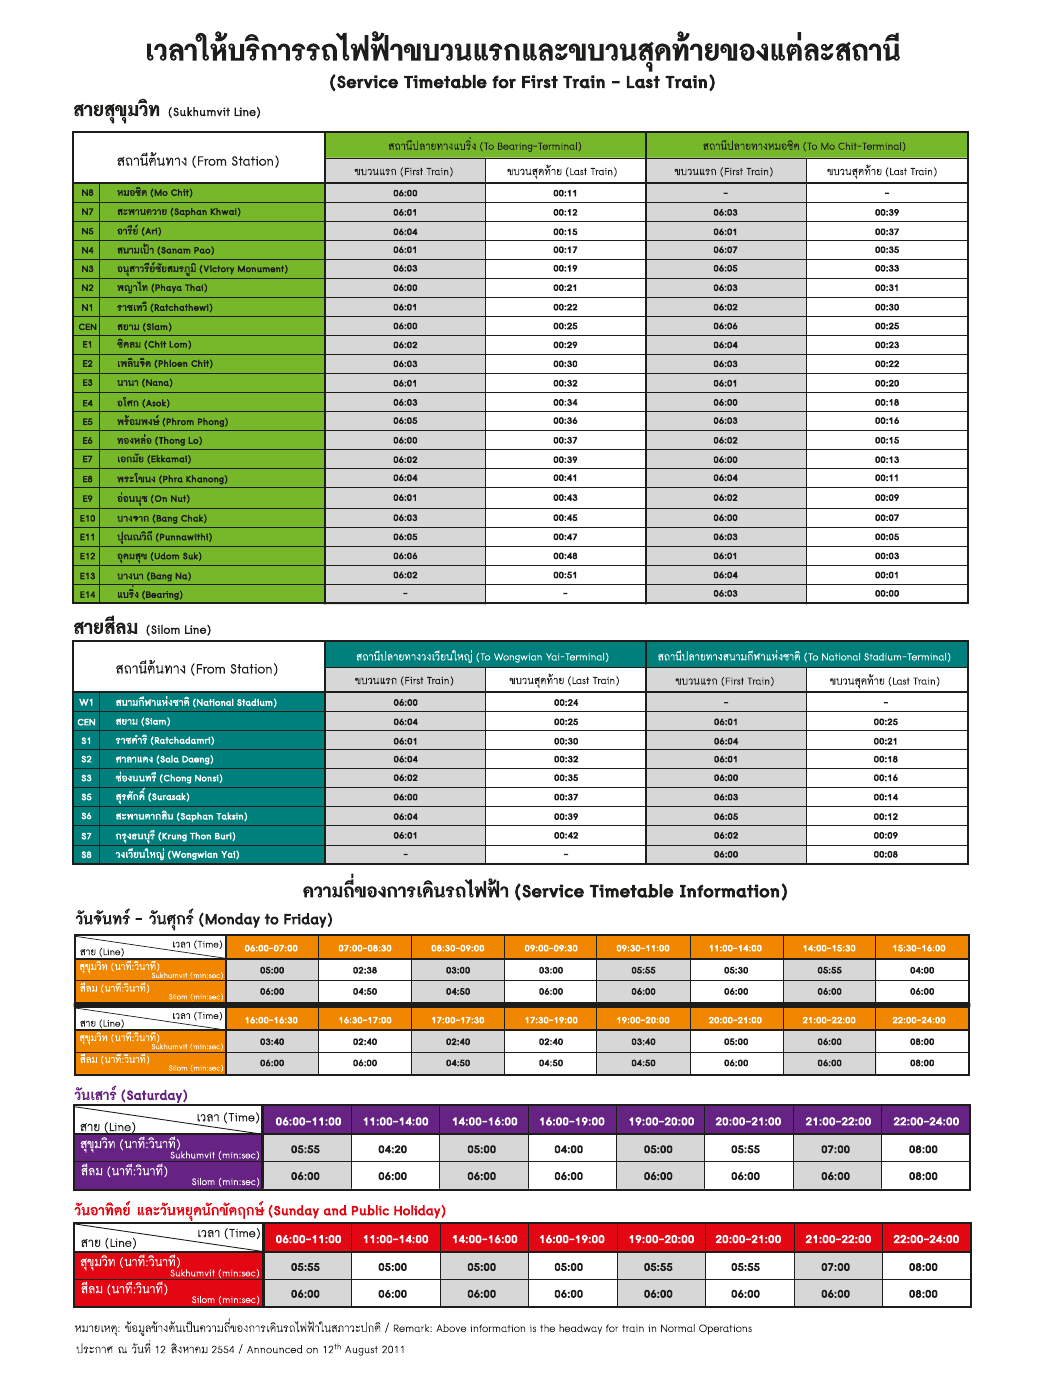 เวลาให้บริการรถไฟฟ้าขบวนแรกและขบวนสุดท้ายของแต่ละสถานี
(Service Timetable for First Train - Last Train)
สายสุขุมวิท (Sukhumvit Line)
สถานีต้นทาง (From Station) สถานีปลายทางแบริ่ง (To Bearing-Terminal) สถานีปลายทางหมอชิต (To Mo Chit-Terminal)
ขบวนแรก (First Train) ขบวนสุดท้าย (Last Train) ขบวนแรก (First Train) ขบวนสุดท้าย (Last Train)
N8 หมอชิต (Mo Chit) 06:00 00:11 - -
N7 สะพานควาย (Saphan Khwai) 06:01 00:12 06:03 00:39
N5 อารีย์ (Ari) 06:04 00:15 06:01 00:37
N4 สนามเป้า (Sanam Pao) 06:01 00:17 06:07 00:35
N3 อนุสาวรีย์ชัยสมรภูมิ (Victory Monument) 06:03 00:19 06:05 00:33
N2 พญาไท (Phaya Thai) 06:00 00:21 06:03 00:31
N1 ราชเทวี (Ratchathewi) 06:01 00:22 06:02 00:30
CEN สยาม (Siam) 06:00 00:25 06:06 00:25
E1 ชิดลม (Chit Lom) 06:02 00:29 06:04 00:23
E2 เพลินจิต (Phloen Chit) 06:03 00:30 06:03 00:22
E3 นานา (Nana) 06:01 00:32 06:01 00:20
E4 อโศก (Asok) 06:03 00:34 06:00 00:18
E5 พร้อมพงษ์ (Phrom Phong) 06:05 00:36 06:03 00:16
E6 ทองหล่อ (Thong Lo) 06:00 00:37 06:02 00:15
E7 เอกมัย (Ekkamai) 06:02 00:39 06:00 00:13
E8 พระโขนง (Phra Khanong) 06:04 00:41 06:04 00:11
E9 อ่อนนุช (On Nut) 06:01 00:43 06:02 00:09
E10 บางจาก (Bang Chak) 06:03 00:45 06:00 00:07
E11 ปุณณวิถี (Punnawithi) 06:05 00:47 06:03 00:05
E12 อุดมสุข (Udom Suk) 06:06 00:48 06:01 00:03
E13 บางนา (Bang Na) 06:02 00:51 06:04 00:01
E14 แบริ่ง (Bearing) - - 06:03 00:00
สายสีลม (Silom Line)
สถานีต้นทาง (From Station) สถานีปลายทางวงเวียนใหญ่ (To Wongwian Yai-Terminal) สถานีปลายทางสนามกีฬาแห่งชาติ (To National Stadium-Terminal)
ขบวนแรก (First Train) ขบวนสุดท้าย (Last Train) ขบวนแรก (First Train) ขบวนสุดท้าย (Last Train)
W1 สนามกีฬาแห่งชาติ (National Stadium) 06:00 00:24 - -
CEN สยาม (Siam) 06:04 00:25 06:01 00:25
S1 ราชดำริ (Ratchadamri) 06:01 00:30 06:04 00:21
S2 ศาลาแดง (Sala Daeng) 06:04 00:32 06:01 00:18
S3 ช่องนนทรี (Chong Nonsi) 06:02 00:35 06:00 00:16
S5 สุรศักดิ์ (Surasak) 06:00 00:37 06:03 00:14
S6 สะพานตากสิน (Saphan Taksin) 06:04 00:39 06:05 00:12
S7 กรุงธนบุรี (Krung Thon Buri) 06:01 00:42 06:02 00:09
S8 วงเวียนใหญ่ (Wongwian Yai) - - 06:00 00:08
ความถี่ของการเดินรถไฟฟ้า (Service Timetable Information)
วันจันทร์ - วันศุกร์ (Monday to Friday)
เวลา (Time) สาย (Line) 06:00-07:00 07:00-08:30 08:30-09:00 09:00-09:30 09:30-11:00 11:00-14:00 14:00-15:30 15:30-16:00
สุขุมวิท (นาที:วินาที) Sukhumvit (min:sec) 05:00 02:38 03:00 03:00 05:55 05:30 05:55 04:00
สีลม (นาที:วินาที) Silom (min:sec) 06:00 04:50 04:50 06:00 06:00 06:00 06:00 06:00
เวลา (Time) สาย (Line) 16:00-16:30 16:30-17:00 17:00-17:30 17:30-19:00 19:00-20:00 20:00-21:00 21:00-22:00 22:00-24:00
สุขุมวิท (นาที:วินาที) Sukhumvit (min:sec) 03:40 02:40 02:40 02:40 03:40 05:00 06:00 08:00
สีลม (นาที:วินาที) Silom (min:sec) 06:00 06:00 04:50 04:50 04:50 06:00 06:00 08:00
วันเสาร์ (Saturday)
เวลา (Time) สาย (Line) 06:00-11:00 11:00-14:00 14:00-16:00 16:00-19:00 19:00-20:00 20:00-21:00 21:00-22:00 22:00-24:00
สุขุมวิท (นาที:วินาที) Sukhumvit (min:sec) 05:55 04:20 05:00 04:00 05:00 05:55 07:00 08:00
สีลม (นาที:วินาที) Silom (min:sec) 06:00 06:00 06:00 06:00 06:00 06:00 06:00 08:00
วันอาทิตย์ และวันหยุดนักขัตฤกษ์ (Sunday and Public Holiday)
เวลา (Time) สาย (Line) 06:00-11:00 11:00-14:00 14:00-16:00 16:00-19:00 19:00-20:00 20:00-21:00 21:00-22:00 22:00-24:00
สุขุมวิท (นาที:วินาที) Sukhumvit (min:sec) 05:55 05:00 05:00 05:00 05:55 05:55 07:00 08:00
สีลม (นาที:วินาที) Silom (min:sec) 06:00 06:00 06:00 06:00 06:00 06:00 06:00 08:00
หมายเหตุ: ข้อมูลข้างต้นเป็นความถี่ของการเดินรถไฟฟ้าในสภาวะปกติ / Remark: Above information is the headway for train in Normal Operations
ประกาศ ณ วันที่ 12 สิงหาคม 2554 / Announced on 12th August 2011